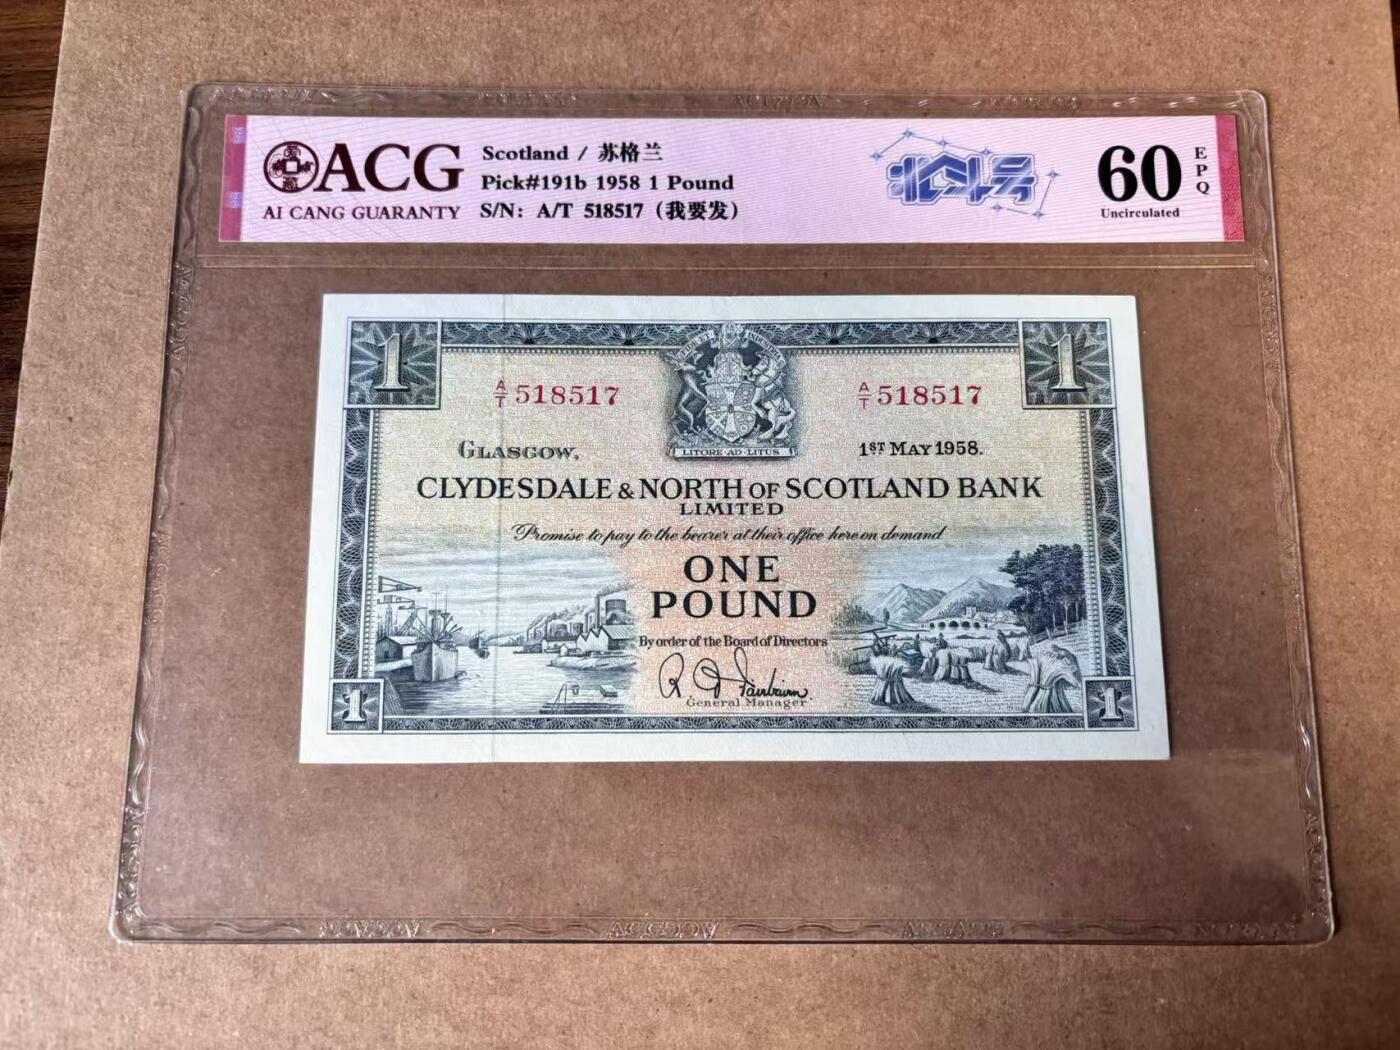 ACG
AI CANG GUARANTY
Scotland / 苏格兰
Pick#191b 1958 1 Pound
S/N: A/T 518517 (我要发)
北斗号
60
EPQ
Uncirculated
1
1
A/T 518517
A/T 518517
LITORE·AD·LITUS
GLASGOW,
1ST MAY 1958.
CLYDESDALE & NORTH OF SCOTLAND BANK
LIMITED
Promise to pay to the bearer at their office here on demand
ONE
POUND
By order of the Board of Directors
General Manager
1
1